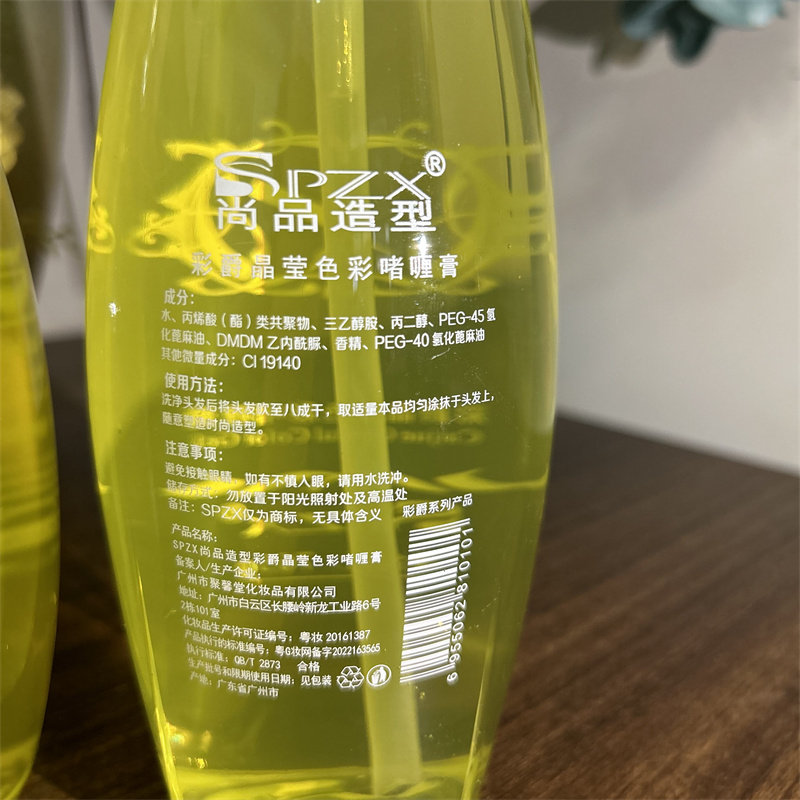 SPZX®
尚品造型
彩爵晶莹色彩啫喱膏
成分：
水、丙烯酸（酯）类共聚物、三乙醇胺、丙二醇、PEG-45氢
化蓖麻油、DMDM乙内酰脲、香精、PEG-40氢化蓖麻油
其他微量成分：CI 19140
使用方法：
洗净头发后将头发吹至八成干，取适量本品均匀涂抹于头发上，
随意塑造时尚造型。
注意事项：
避免接触眼睛，如有不慎入眼，请用水洗冲。
储存方式：勿放置于阳光照射处及高温处
备注：SPZX仅为商标，无具体含义
彩爵系列产品
产品名称：
SPZX尚品造型彩爵晶莹色彩啫喱膏
备案人/生产企业：
广州市聚馨堂化妆品有限公司
地址：广州市白云区长腰岭新龙工业路6号
2栋101室
化妆品生产许可证编号：粤妆 20161387
产品执行的标准编号：粤G妆网备字2022163565
执行标准：QB/T 2873 合格
生产批号和限期使用日期：见包装
产地：广东省广州市
6 955062 810101